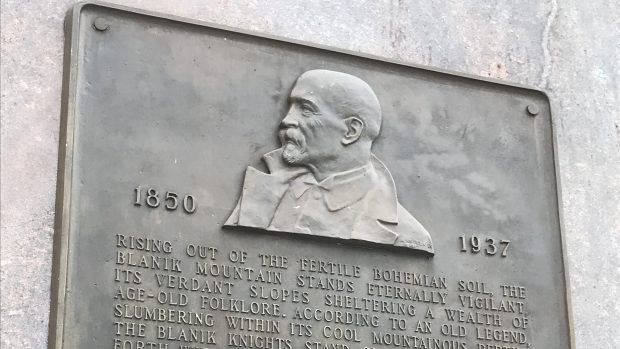 1850
1937
RISING OUT OF THE FERTILE BOHEMIAN SOIL, THE
BLANIK MOUNTAIN STANDS ETERNALLY VIGILANT,
ITS VERDANT SLOPES SHELTERING A WEALTH OF
AGE-OLD FOLKLORE. ACCORDING TO AN OLD LEGEND,
SLUMBERING WITHIN ITS COOL MOUNTAINOUS
THE BLANIK KNIGHTS STAND
FORTH